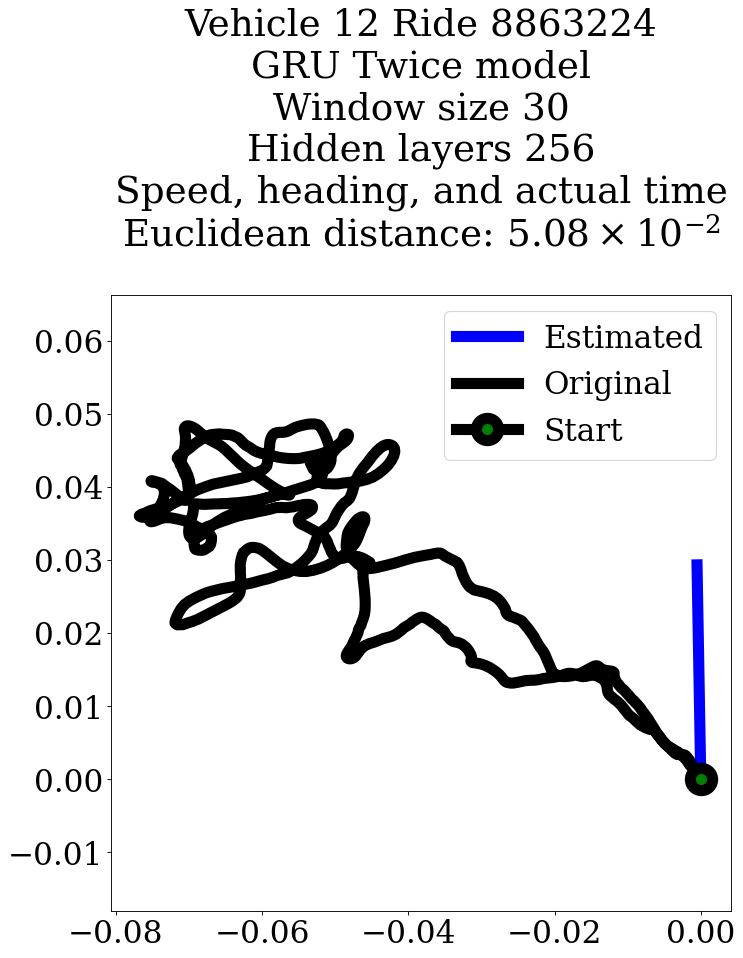 Vehicle 12 Ride 8863224
GRU Twice model
Window size 30
Hidden layers 256
Speed, heading, and actual time
Euclidean distance: 5.08 × 10⁻²
Estimated
Original
Start
0.06
0.05
0.04
0.03
0.02
0.01
0.00
−0.01
−0.08 −0.06 −0.04 −0.02 0.00